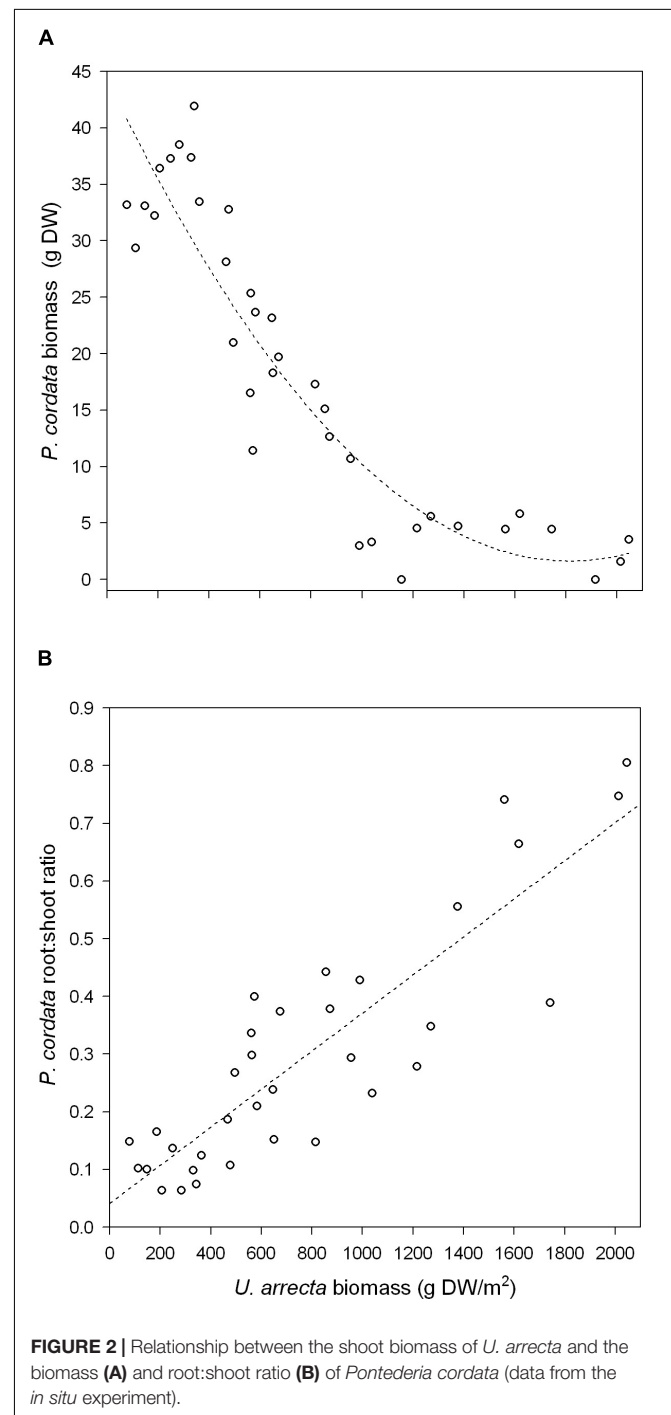 A
45
40
35
30
25
20
15
10
5
0
P. cordata biomass (g DW)
B
0.9
0.8
0.7
0.6
0.5
0.4
0.3
0.2
0.1
0.0
P. cordata root:shoot ratio
0 200 400 600 800 1000 1200 1400 1600 1800 2000
U. arrecta biomass (g DW/m²)
FIGURE 2 | Relationship between the shoot biomass of U. arrecta and the
biomass (A) and root:shoot ratio (B) of Pontederia cordata (data from the
in situ experiment).